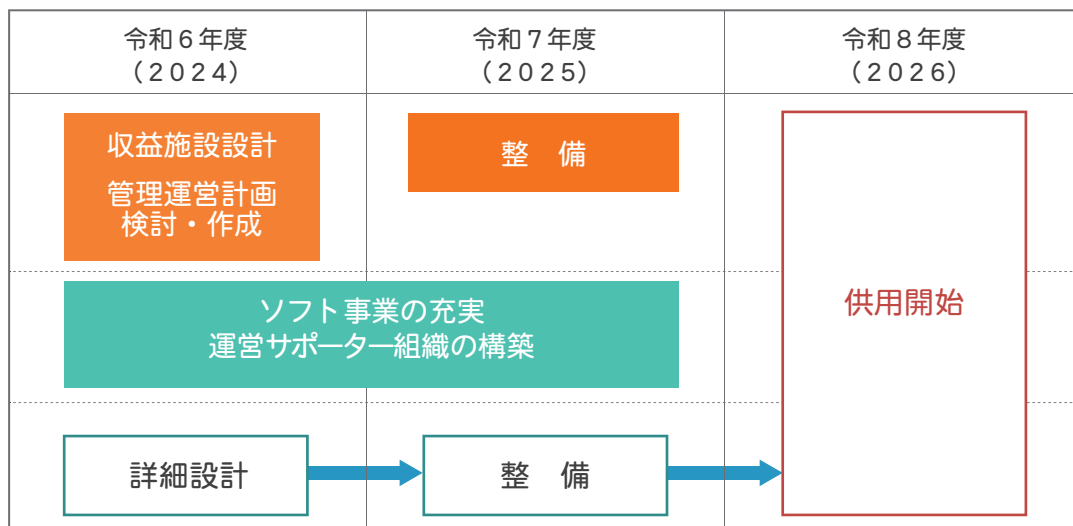 令和６年度
（２０２４）
令和７年度
（２０２５）
令和８年度
（２０２６）
収益施設設計
管理運営計画
検討・作成
整　備
ソフト事業の充実
運営サポーター組織の構築
供用開始
詳細設計
整　備